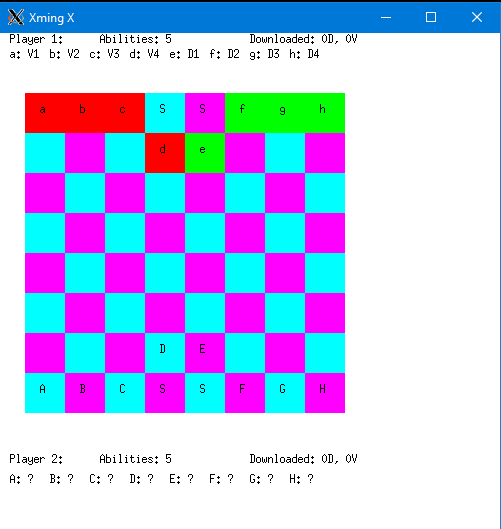 Xming X
Player 1: Abilities: 5 Downloaded: 0D, 0V
a: V1 b: V2 c: V3 d: V4 e: D1 f: D2 g: D3 h: D4
a b c S S f g h
d e
D E
A B C S S F G H
Player 2: Abilities: 5 Downloaded: 0D, 0V
A: ? B: ? C: ? D: ? E: ? F: ? G: ? H: ?